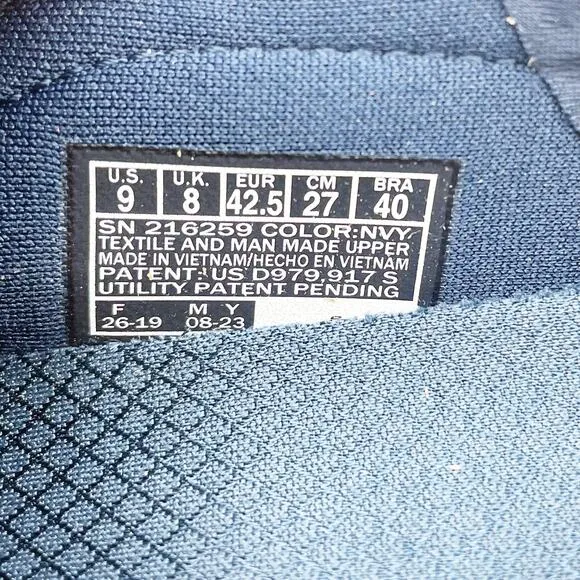 U.S. U.K. EUR CM BRA
9 8 42.5 27 40
SN 216259 COLOR:NVY
TEXTILE AND MAN MADE UPPER
MADE IN VIETNAM/HECHO EN VIETNAM
PATENT: US D979,917 S
UTILITY PATENT PENDING
F M Y
26-19 08-23